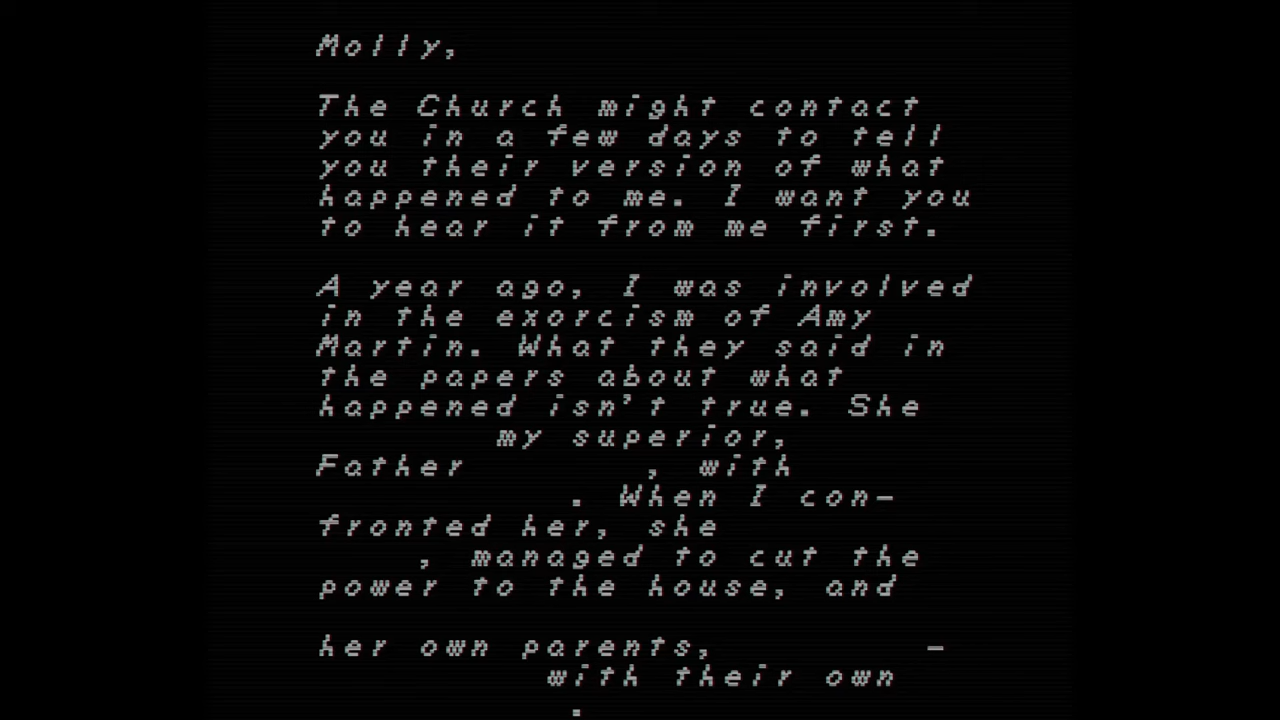 Molly,
The Church might contact
you in a few days to tell
you their version of what
happened to me. I want you
to hear it from me first.
A year ago, I was involved
in the exorcism of Amy
Martin. What they said in
the papers about what
happened isn't true. She
my superior,
Father , with
. When I con-
fronted her, she
, managed to cut the
power to the house, and
her own parents, -
with their own
.